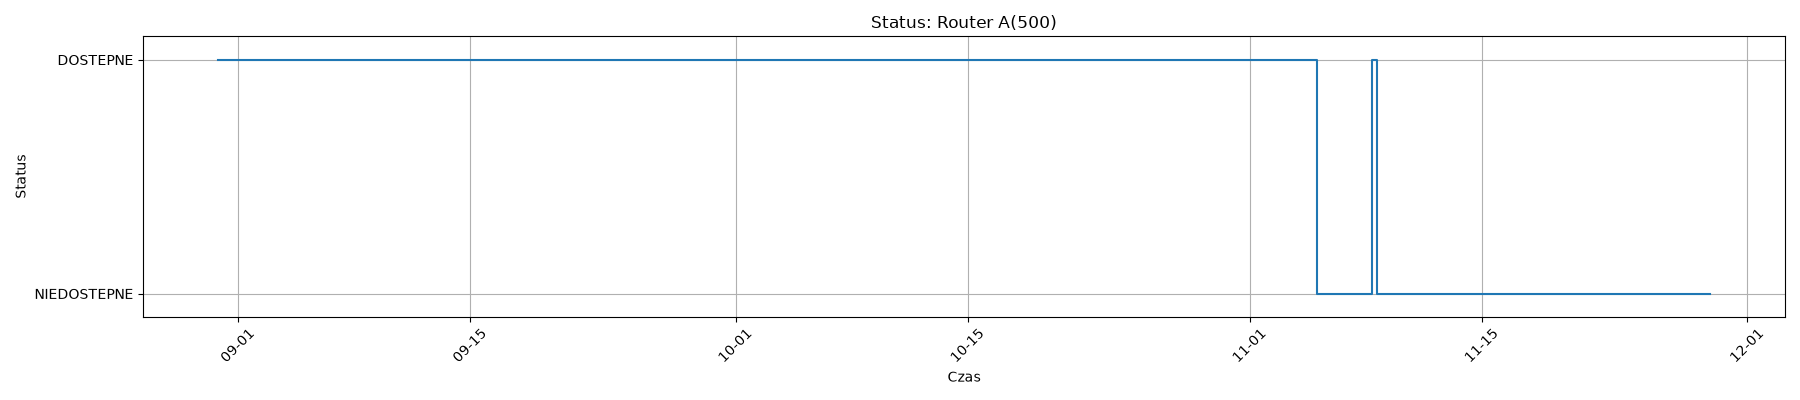 Status: Router A(500)
DOSTEPNE
NIEDOSTEPNE
Status
09-01
09-15
10-01
10-15
11-01
11-15
12-01
Czas